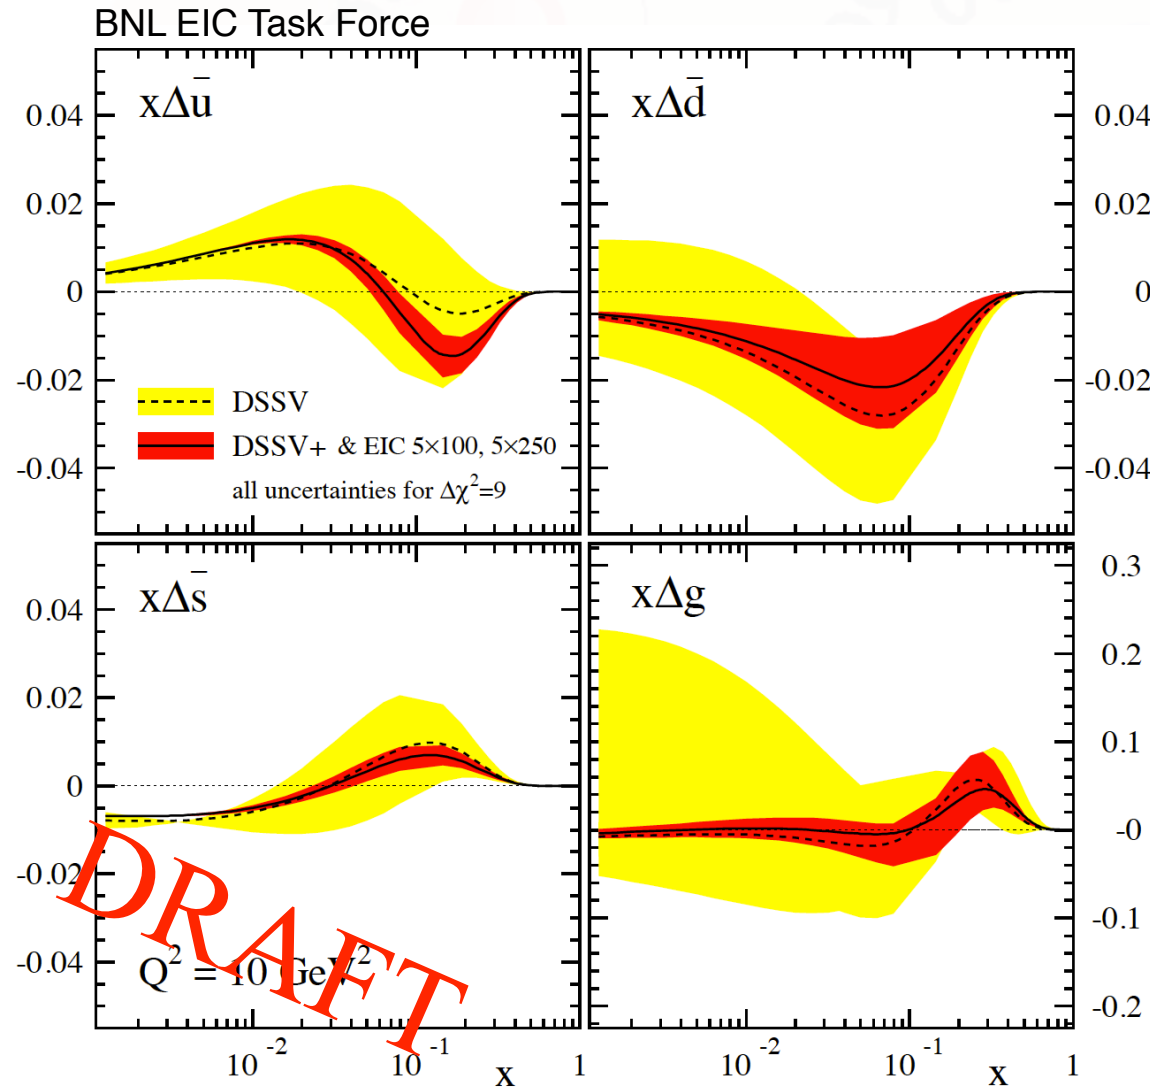 BNL EIC Task Force
xΔū
xΔd̄
0.04
0.02
0
-0.02
-0.04
0.04
0.02
0
-0.02
-0.04
DSSV
DSSV+ & EIC 5×100, 5×250
all uncertainties for Δχ²=9
xΔs̄
xΔg
0.04
0.02
0
-0.02
-0.04
0.3
0.2
0.1
-0
-0.1
-0.2
DRAFT
Q² = 10 GeV²
10⁻² 10⁻¹ x 1
10⁻² 10⁻¹ x 1